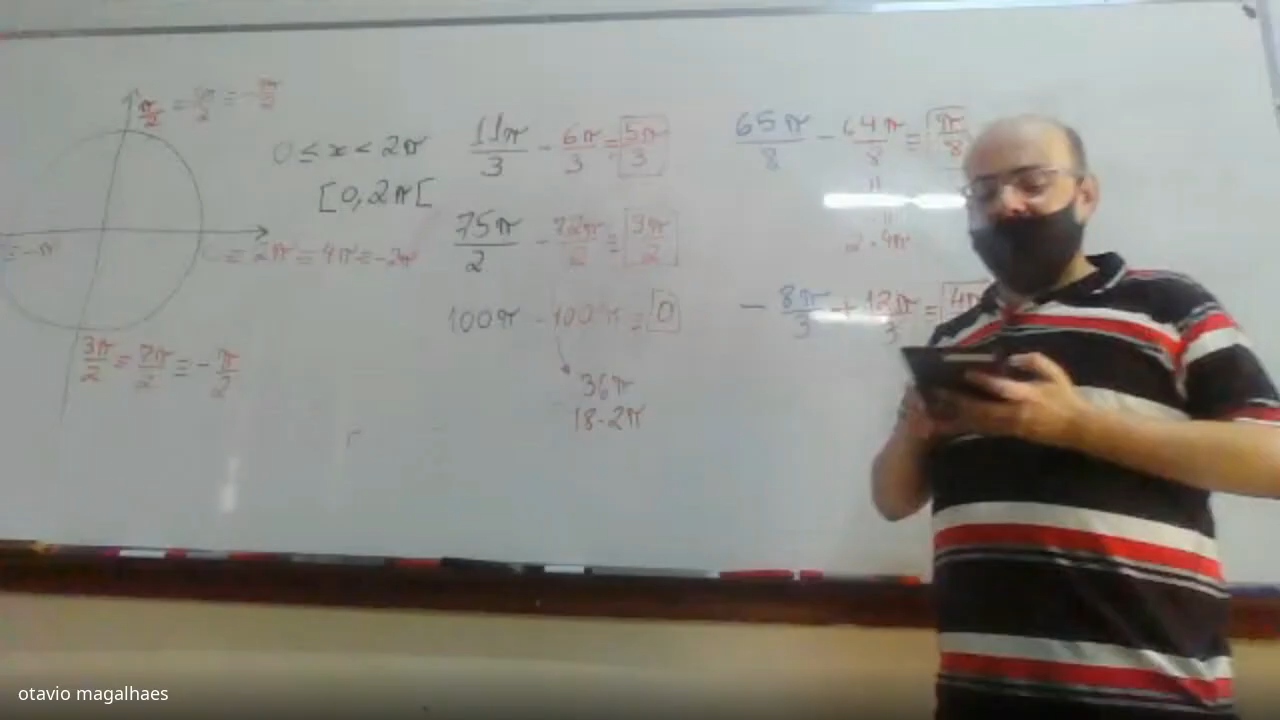 π/2 ≡ 5π/2 ≡ -3π/2
0 ≤ x < 2π
[0, 2π[
≡ -π
≡ 2π ≡ 4π ≡ -2π
3π/2 ≡ 7π/2 ≡ -π/2
11π/3 - 6π/3 = 5π/3
75π/2 - 72π/2 = 3π/2
100π - 100π = 0
36π
18·2π
65π/8 - 64π/8 = π/8
"
"
2·4π
- 8π/3 + 12π/3 = 4π
otavio magalhaes